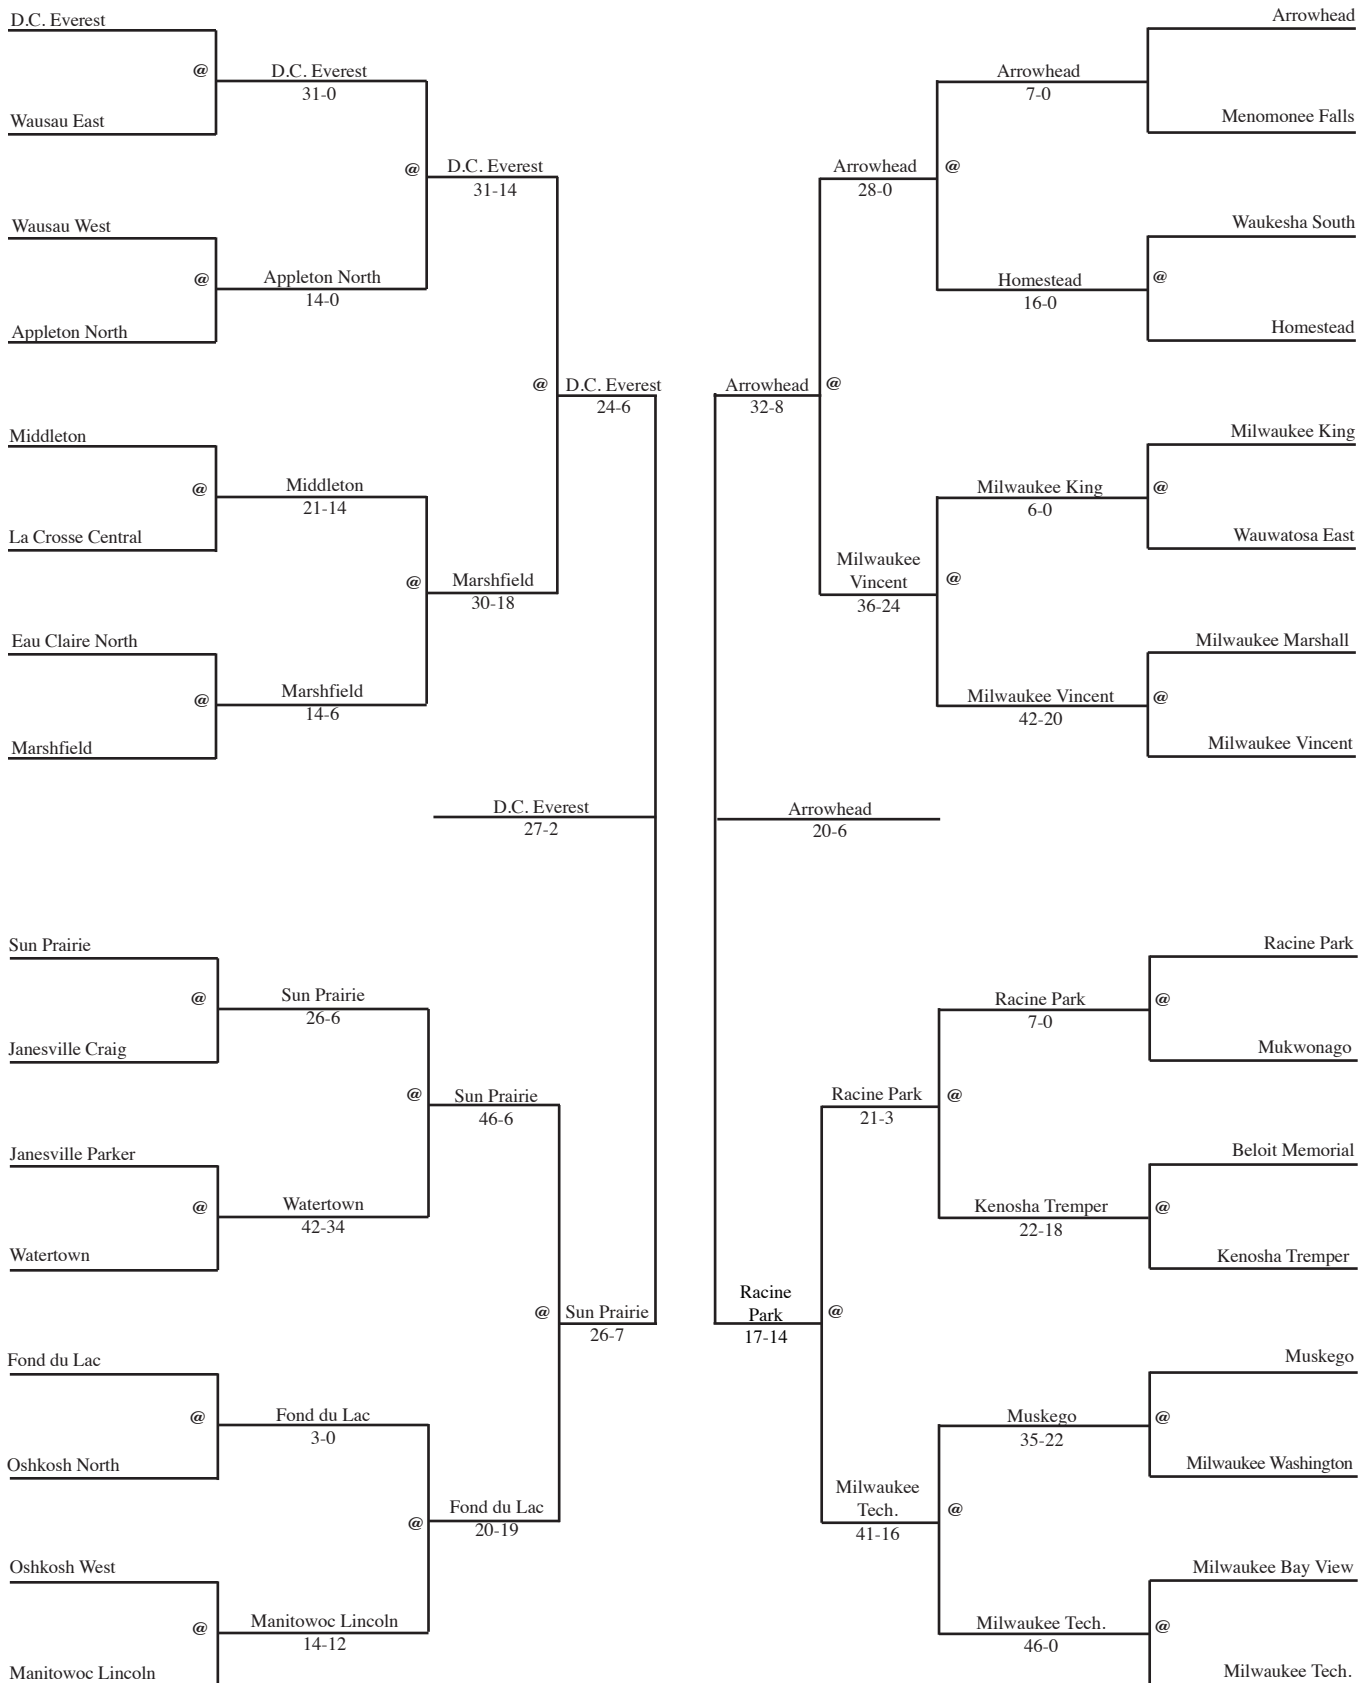 D.C. Everest
@
D.C. Everest
31-0
Wausau East
@
D.C. Everest
31-14
Wausau West
@
Appleton North
14-0
Appleton North
@
D.C. Everest
24-6
Middleton
@
Middleton
21-14
La Crosse Central
@
Marshfield
30-18
Eau Claire North
@
Marshfield
14-6
Marshfield
D.C. Everest
27-2
Sun Prairie
@
Sun Prairie
26-6
Janesville Craig
@
Sun Prairie
46-6
Janesville Parker
@
Watertown
42-34
Watertown
@
Sun Prairie
26-7
Fond du Lac
@
Fond du Lac
3-0
Oshkosh North
@
Fond du Lac
20-19
Oshkosh West
@
Manitowoc Lincoln
14-12
Manitowoc Lincoln
Arrowhead
Arrowhead
7-0
Menomonee Falls
Arrowhead
28-0
@
Waukesha South
Homestead
16-0
@
Homestead
Arrowhead
32-8
@
Milwaukee King
Milwaukee King
6-0
@
Wauwatosa East
Milwaukee
Vincent
36-24
@
Milwaukee Marshall
Milwaukee Vincent
42-20
@
Milwaukee Vincent
Arrowhead
20-6
Racine Park
Racine Park
7-0
@
Mukwonago
Racine Park
21-3
@
Beloit Memorial
Kenosha Tremper
22-18
@
Kenosha Tremper
Racine
Park
17-14
@
Muskego
Muskego
35-22
@
Milwaukee Washington
Milwaukee
Tech.
41-16
@
Milwaukee Bay View
Milwaukee Tech.
46-0
@
Milwaukee Tech.